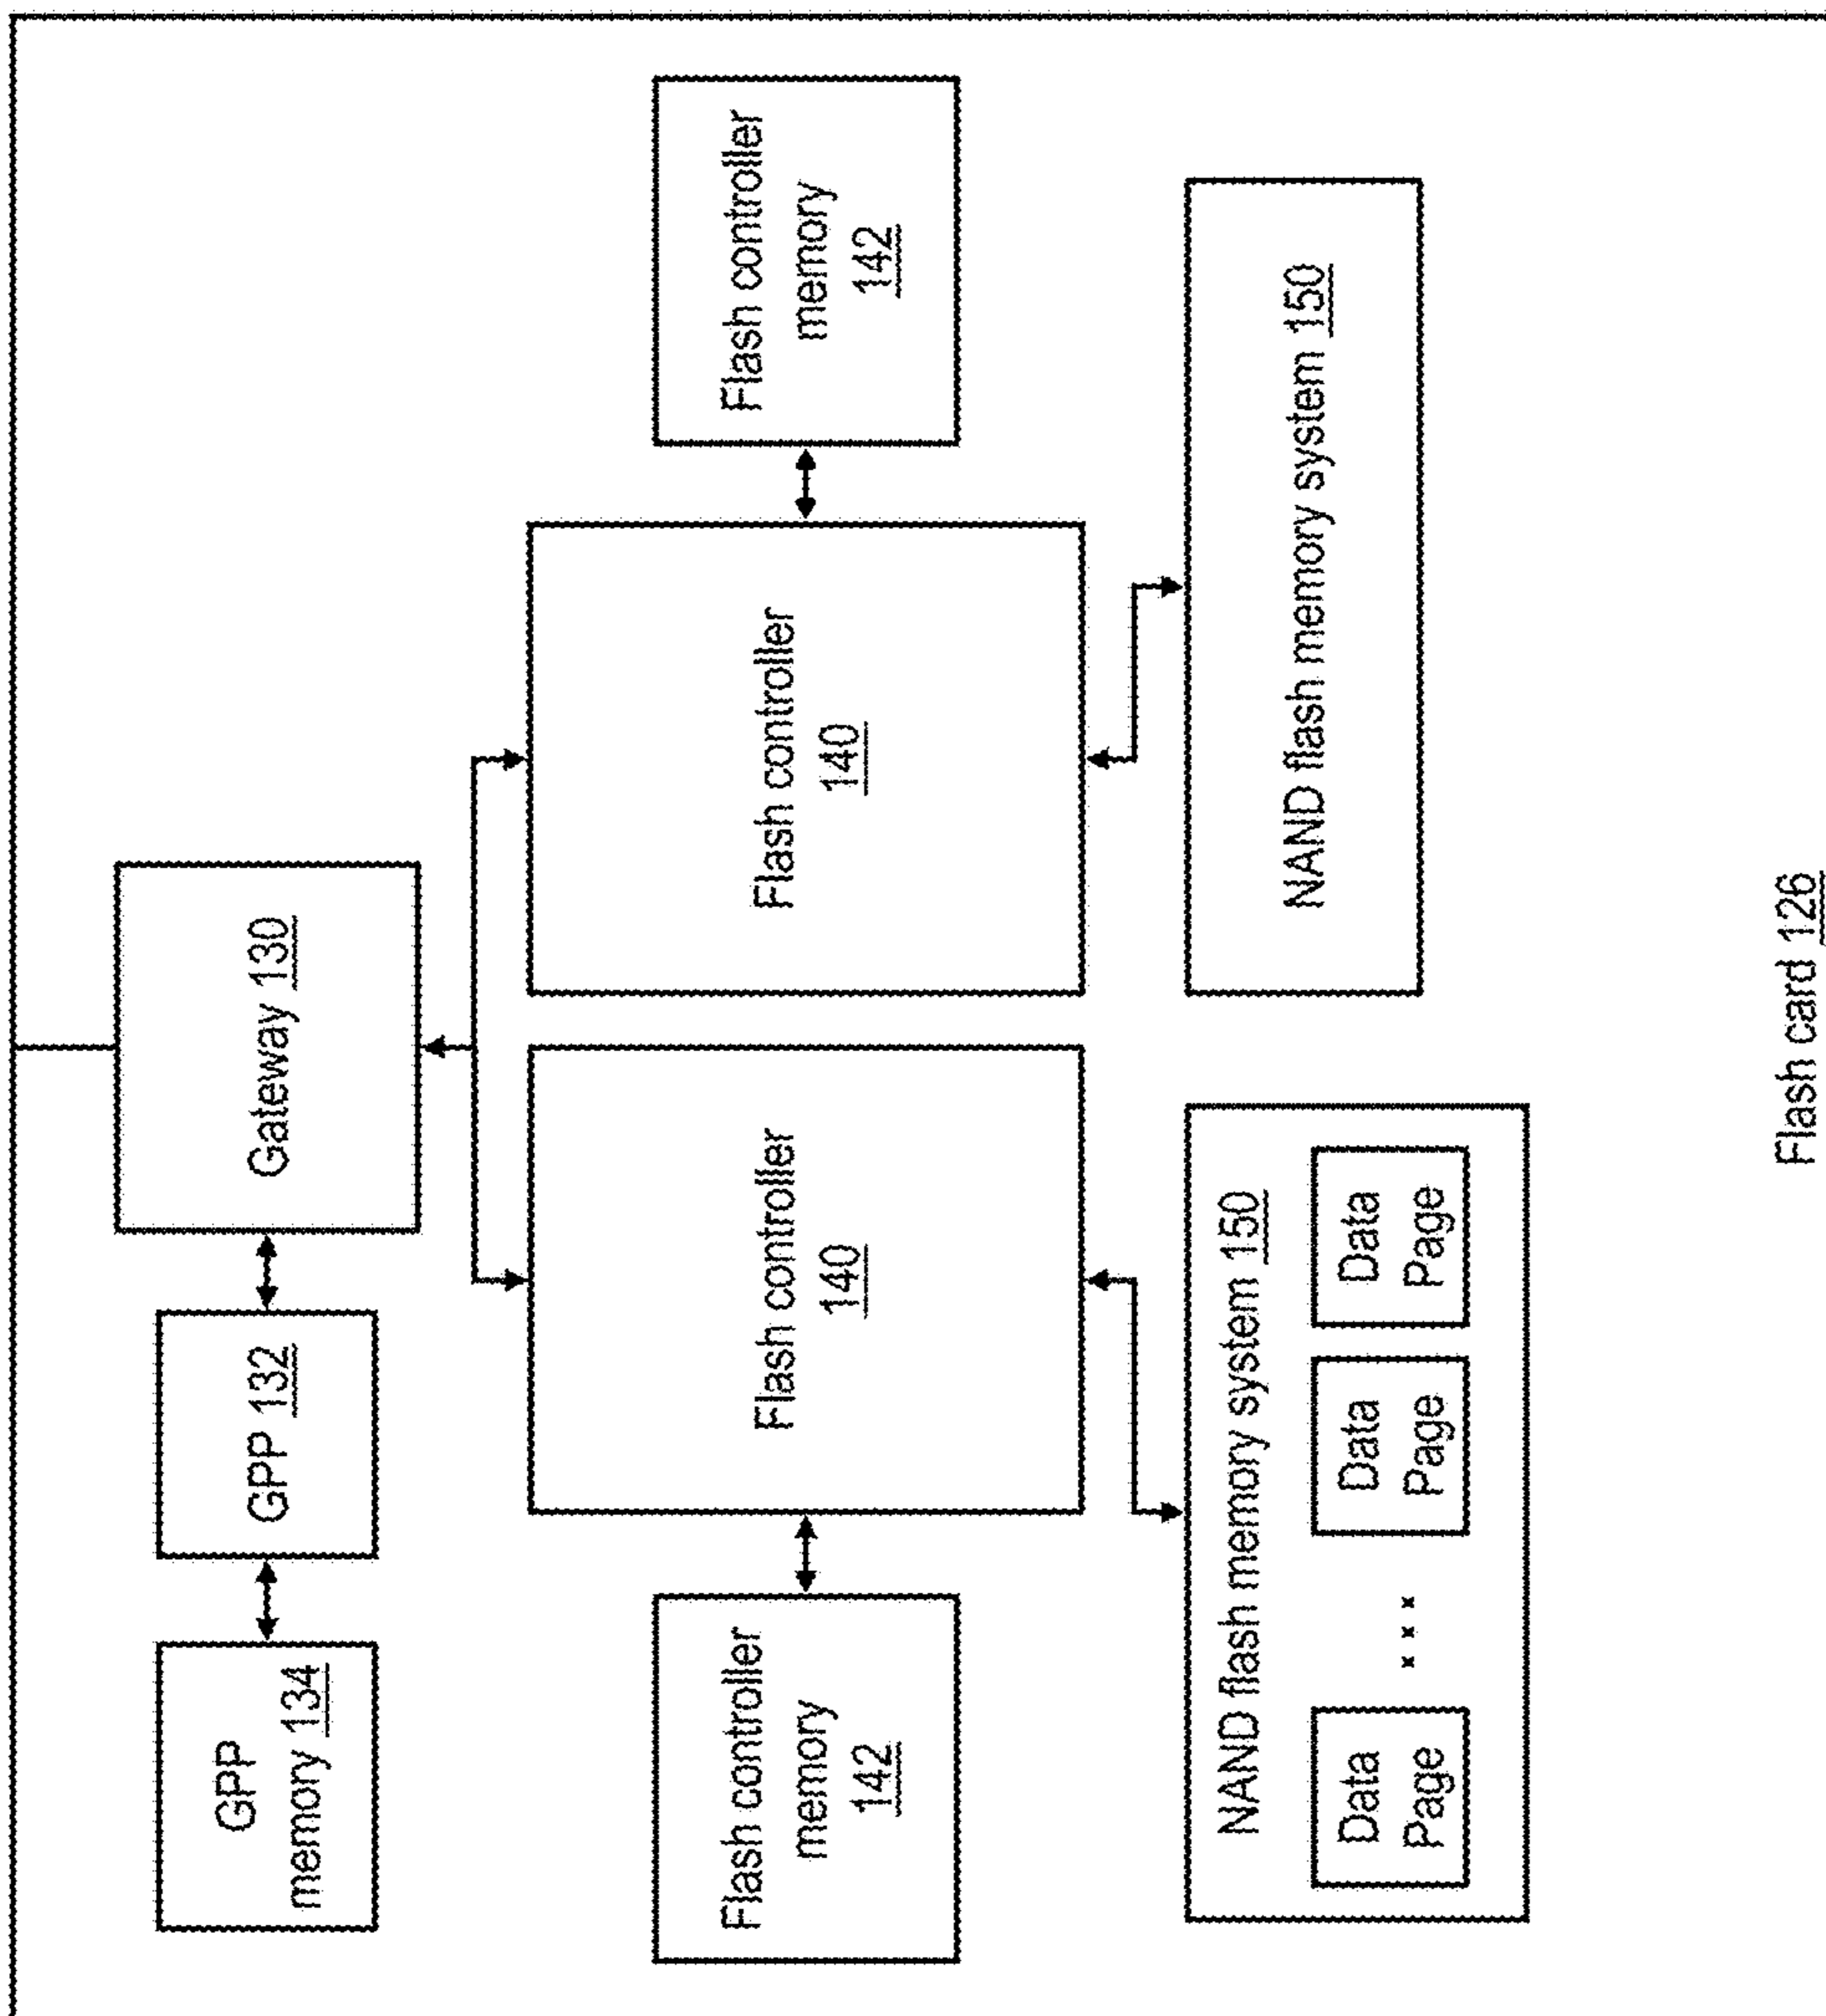 GPP
memory 134
GPP 132
Gateway 130
Flash controller
memory
142
Flash controller
140
Flash controller
140
Flash controller
memory
142
NAND flash memory system 150
Data
Page
...
Data
Page
Data
Page
NAND flash memory system 150
Flash card 126